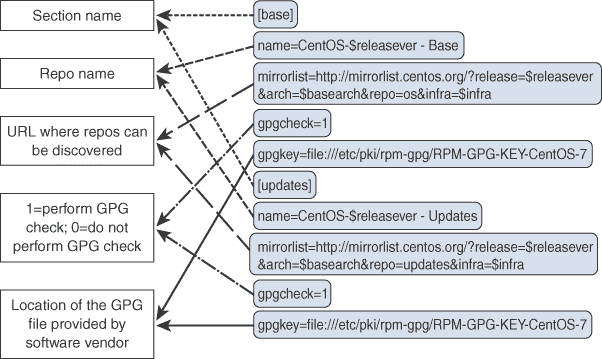 Section name
Repo name
URL where repos can
be discovered
1=perform GPG
check; 0=do not
perform GPG check
Location of the GPG
file provided by
software vendor
[base]
name=CentOS-$releasever - Base
mirrorlist=http://mirrorlist.centos.org/?release=$releasever
&arch=$basearch&repo=os&infra=$infra
gpgcheck=1
gpgkey=file:///etc/pki/rpm-gpg/RPM-GPG-KEY-CentOS-7
[updates]
name=CentOS-$releasever - Updates
mirrorlist=http://mirrorlist.centos.org/?release=$releasever
&arch=$basearch&repo=updates&infra=$infra
gpgcheck=1
gpgkey=file:///etc/pki/rpm-gpg/RPM-GPG-KEY-CentOS-7